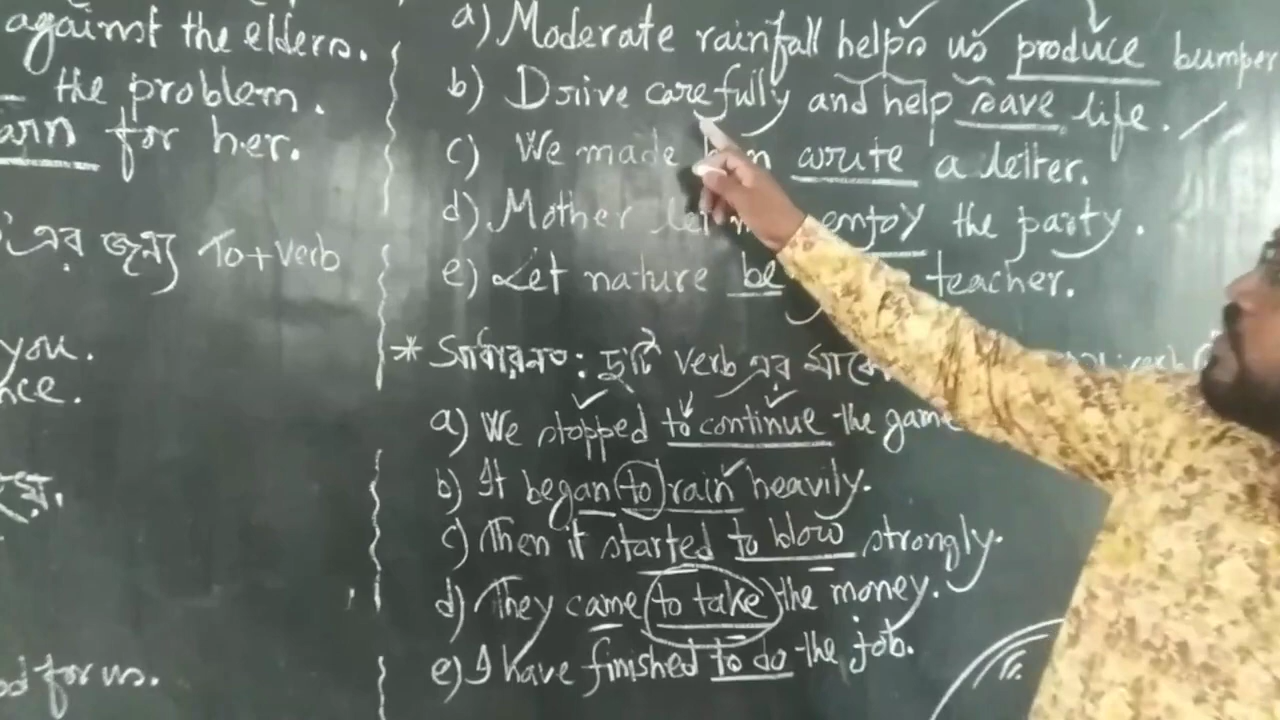 against the elders.
the problem.
arn for her.
এর জন্য To+verb
you.
nce.
od for us.
a) Moderate rainfall helps us produce bumper
b) Drive carefully and help save life.
c) We made write a letter.
d) Mother let enjoy the party.
e) Let nature be teacher.
* সাধারনত: দুটি verb এর মাঝে
a) We stopped to continue the game
b) It began to rain heavily.
c) Then it started to blow strongly.
d) They came to take the money.
e) I have finished to do the job.